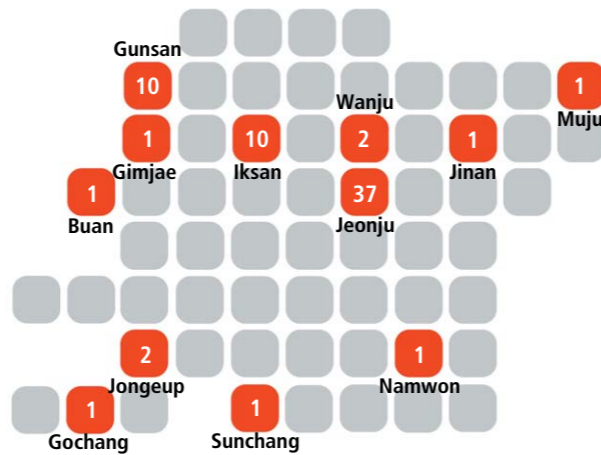 Gunsan
10
Wanju
1
Muju
1
Gimjae
10
Iksan
2
1
Jinan
1
Buan
37
Jeonju
2
Jongeup
1
Namwon
1
Gochang
1
Sunchang